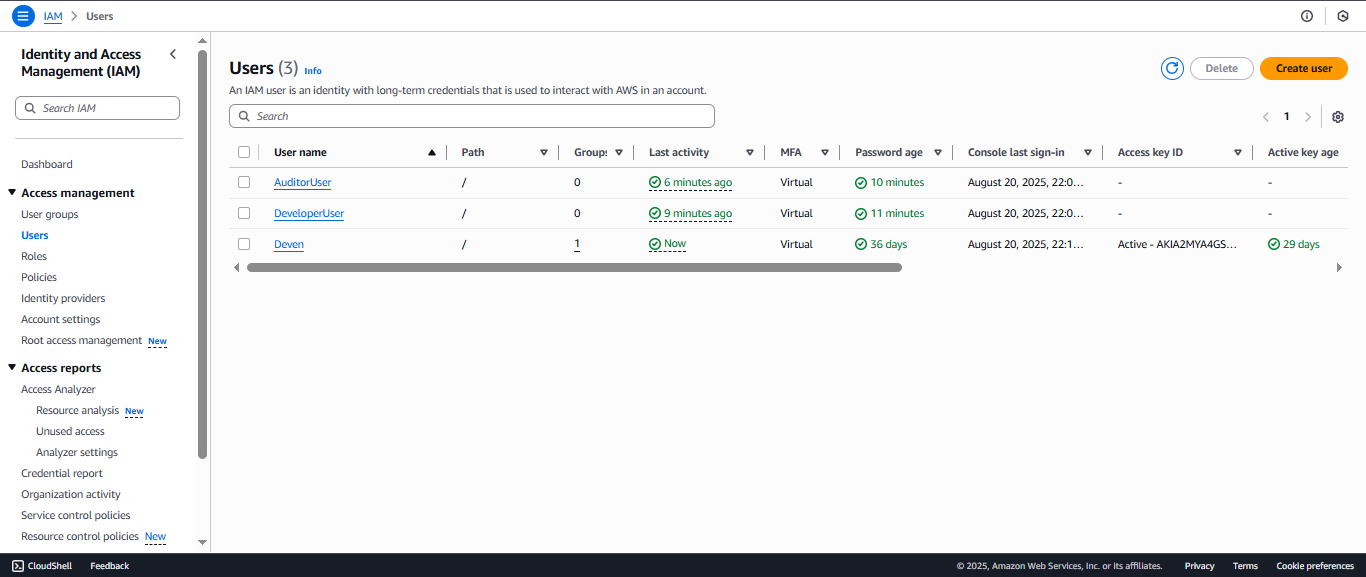 IAM > Users
Identity and Access Management (IAM)
Search IAM
Dashboard
Access management
User groups
Users
Roles
Policies
Identity providers
Account settings
Root access management New
Access reports
Access Analyzer
Resource analysis New
Unused access
Analyzer settings
Credential report
Organization activity
Service control policies
Resource control policies New
Users (3) Info
Delete
Create user
An IAM user is an identity with long-term credentials that is used to interact with AWS in an account.
Search
1
User name Path Groups Last activity MFA Password age Console last sign-in Access key ID Active key age
AuditorUser / 0 6 minutes ago Virtual 10 minutes August 20, 2025, 22:0... - -
DeveloperUser / 0 9 minutes ago Virtual 11 minutes August 20, 2025, 22:0... - -
Deven / 1 Now Virtual 36 days August 20, 2025, 22:1... Active - AKIA2MYA4GS... 29 days
CloudShell Feedback © 2025, Amazon Web Services, Inc. or its affiliates. Privacy Terms Cookie preferences